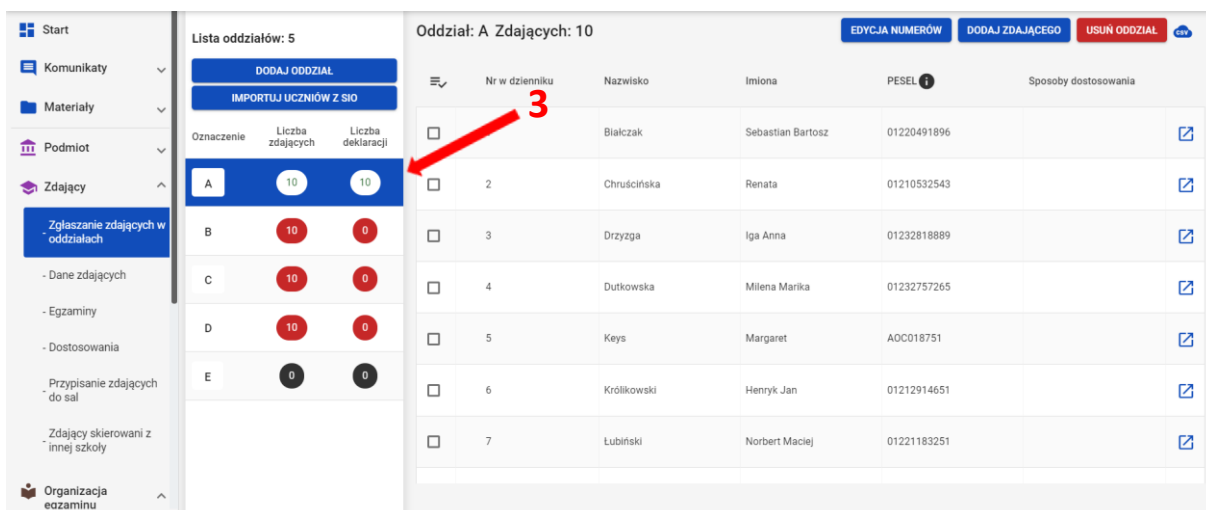 Start
Komunikaty
Materiały
Podmiot
Zdający
- Zgłaszanie zdających w
oddziałach
- Dane zdających
- Egzaminy
- Dostosowania
- Przypisanie zdających
do sal
- Zdający skierowani z
innej szkoły
Organizacja
egzaminu
Lista oddziałów: 5
DODAJ ODDZIAŁ
IMPORTUJ UCZNIÓW Z SIO
Oznaczenie Liczba zdających Liczba deklaracji
A 10 10
B 10 0
C 10 0
D 10 0
E 0 0
Oddział: A Zdających: 10
EDYCJA NUMERÓW DODAJ ZDAJĄCEGO USUŃ ODDZIAŁ CSV
Nr w dzienniku Nazwisko Imiona PESEL i Sposoby dostosowania
3
Białczak Sebastian Bartosz 01220491896
2 Chruścińska Renata 01210532543
3 Drzyzga Iga Anna 01232818889
4 Dutkowska Milena Marika 01232757265
5 Keys Margaret AOC018751
6 Królikowski Henryk Jan 01212914651
7 Łubiński Norbert Maciej 01221183251